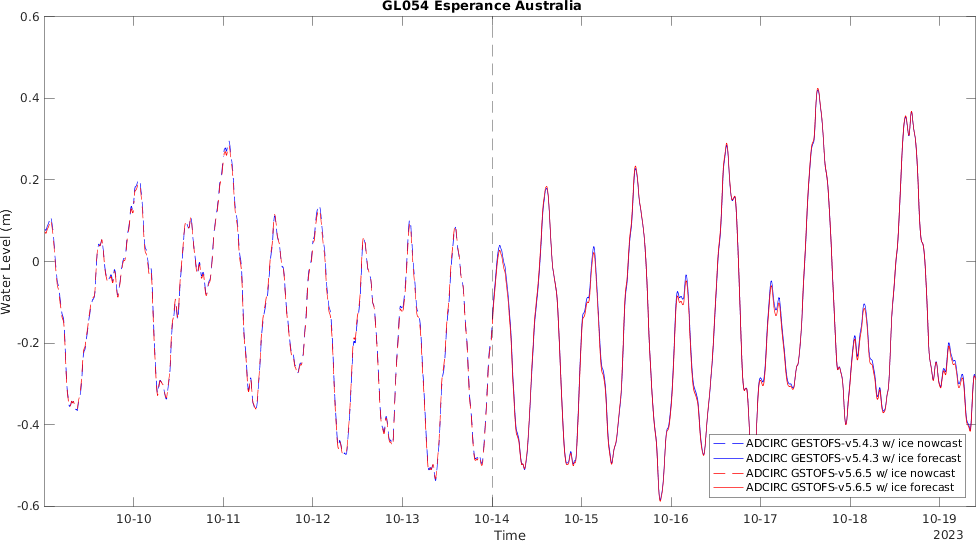 GL054 Esperance Australia
0.6
0.4
0.2
0
-0.2
-0.4
-0.6
Water Level (m)
ADCIRC GESTOFS-v5.4.3 w/ ice nowcast
ADCIRC GESTOFS-v5.4.3 w/ ice forecast
ADCIRC GSTOFS-v5.6.5 w/ ice nowcast
ADCIRC GSTOFS-v5.6.5 w/ ice forecast
10-10 10-11 10-12 10-13 10-14 10-15 10-16 10-17 10-18 10-19
Time
2023